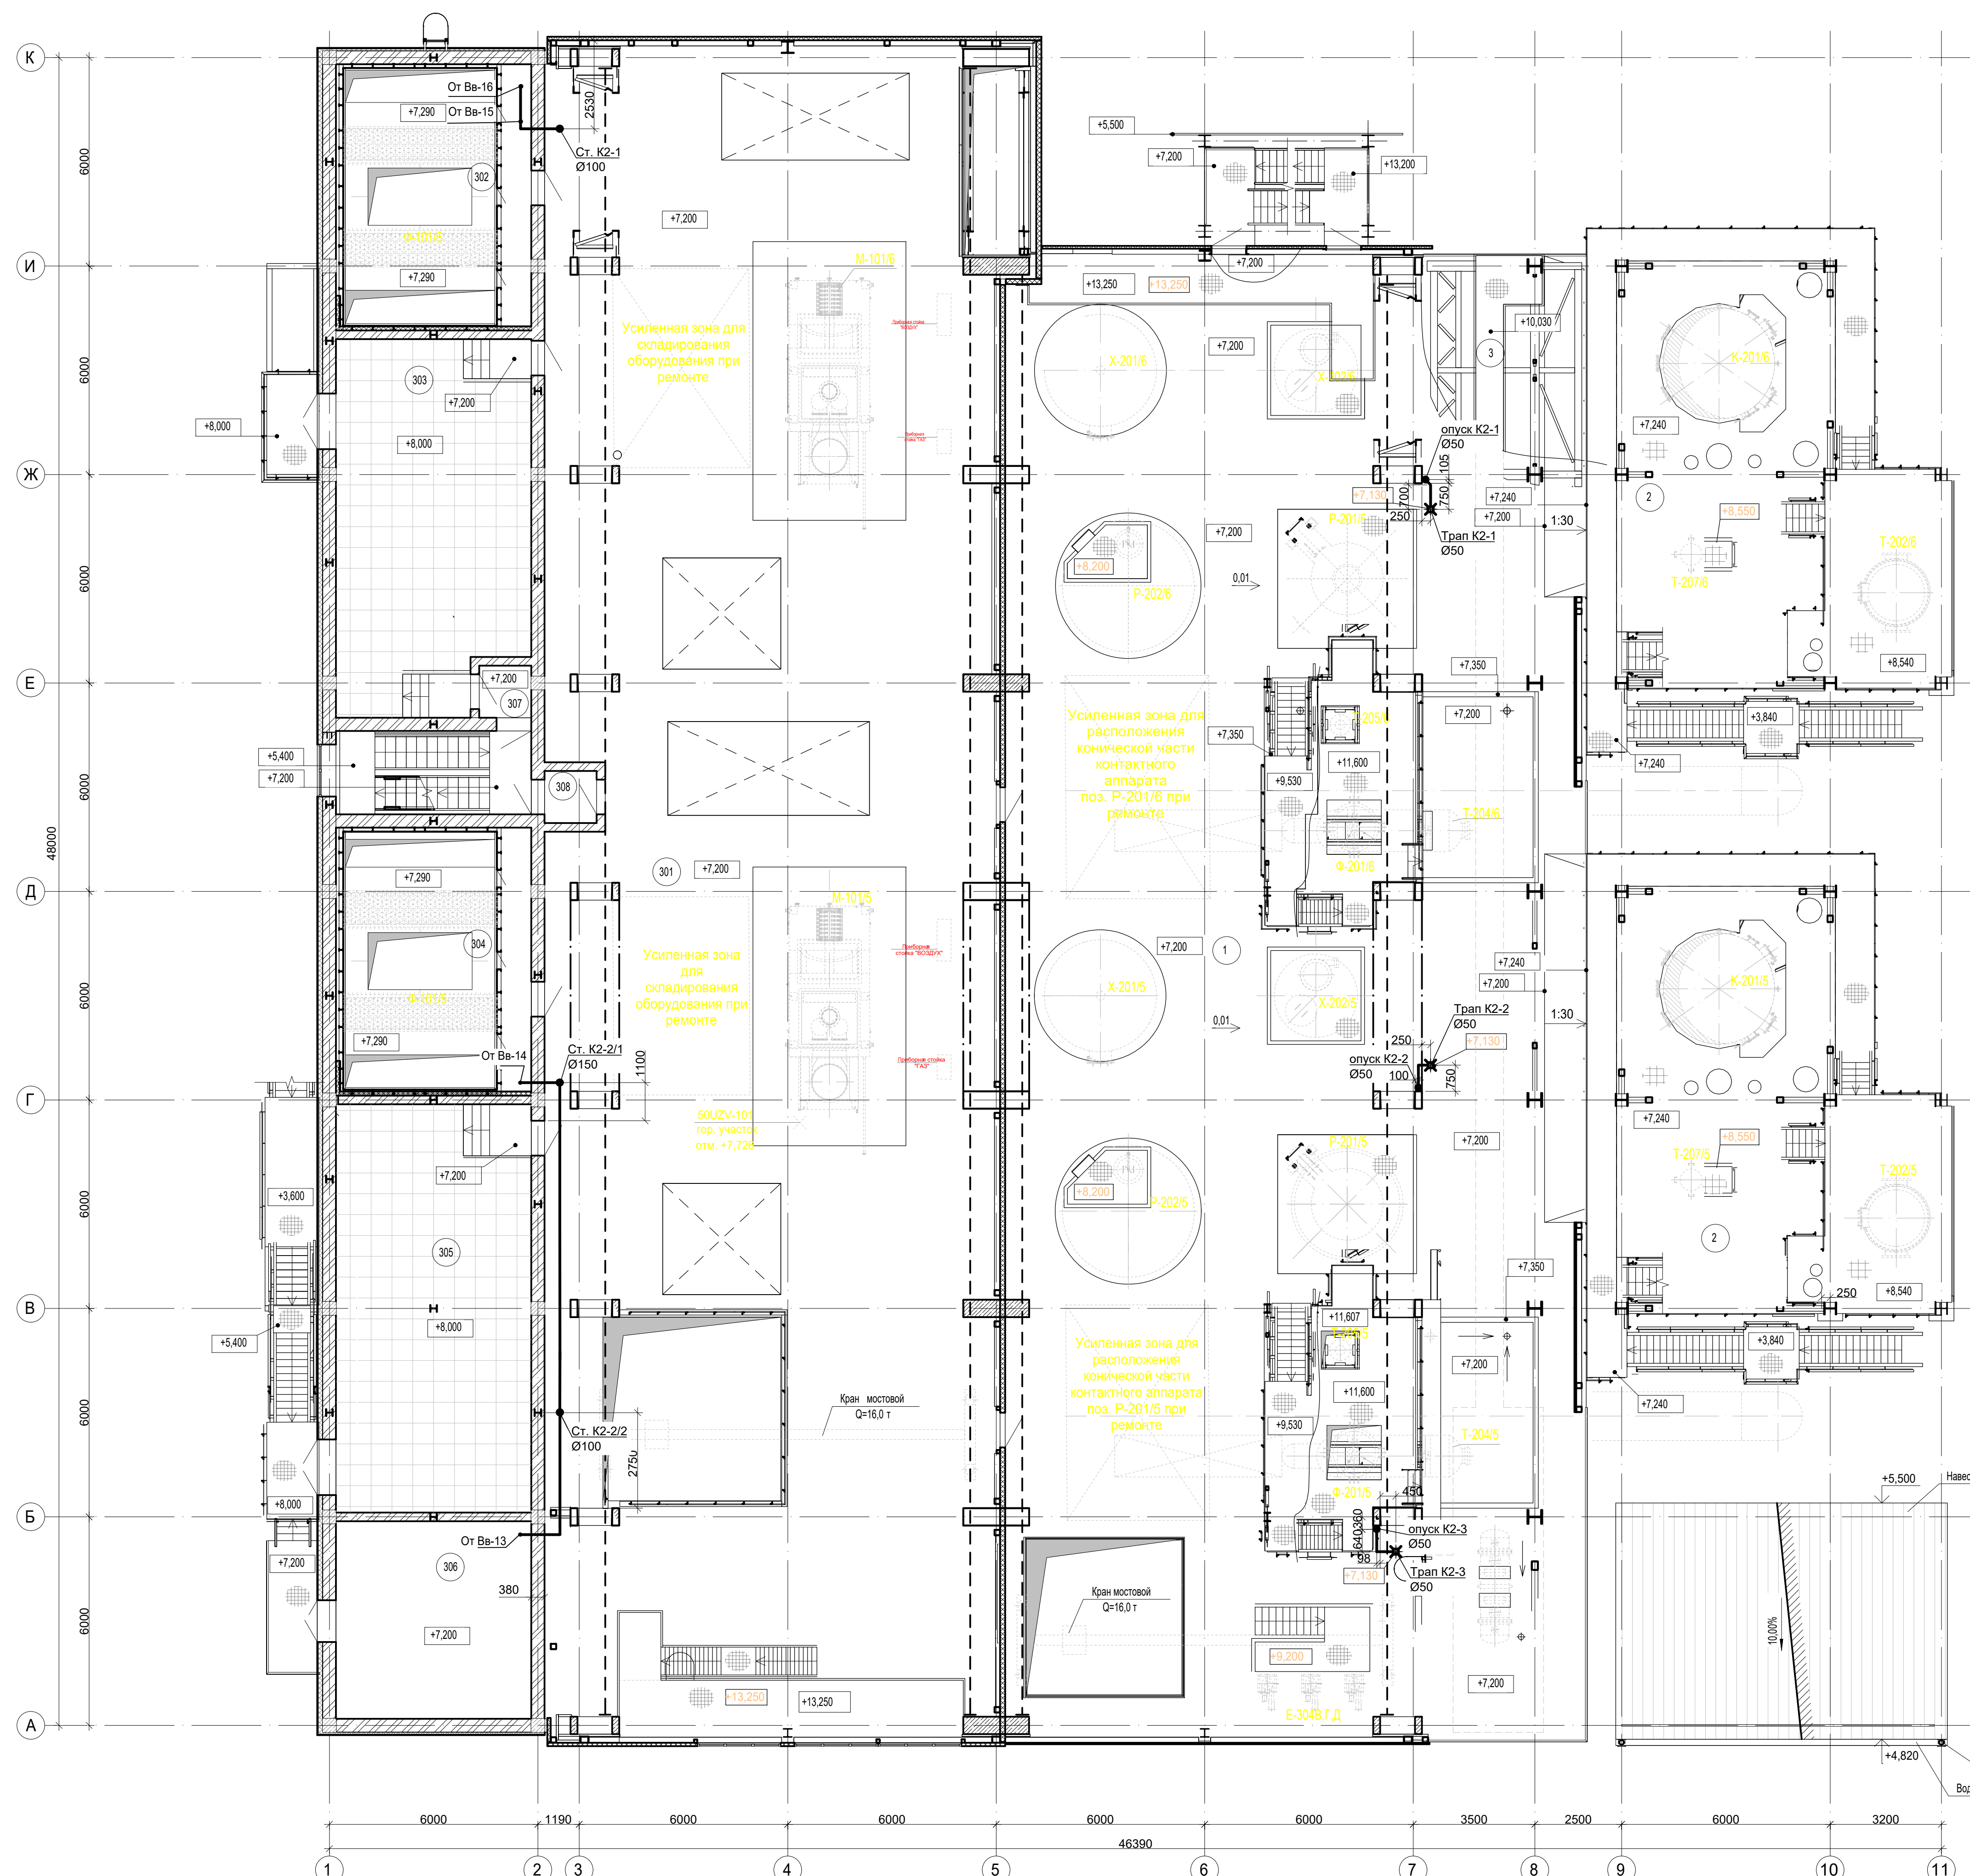 К
И
Ж
Е
Д
Г
В
Б
А
48000
6000
6000
6000
6000
6000
6000
6000
6000
От Вв-16
+7,290
От Вв-15
302
Ф-101/5
+7,290
2530
Ст. К2-1
Ø100
+7,200
+5,500
+7,200
+13,200
+7,200
303
+7,200
+8,000
+8,000
Усиленная зона для
складирования
оборудования при
ремонте
М-101/6
Приборная стойка
"ВОЗДУХ"
Приборная
стойка "ГАЗ"
+13,250
+13,250
+7,200
Х-201/6
Х-202/6
+10,030
3
опуск К2-1
Ø50
105
700
750
250
+7,130
Трап К2-1
Ø50
+7,240
+7,200
1:30
К-201/6
+7,240
2
+8,550
Т-207/6
Т-202/6
+8,540
+7,200
Р-201/5
+8,200
Р-202/6
0,01
+7,350
+7,200
+3,840
+7,240
+7,200
307
+5,400
+7,200
308
Усиленная зона для
расположения
конической части
контактного
аппарата
поз. Р-201/6 при
ремонте
+7,350
Т-205/6
+11,600
+9,530
Т-204/6
Ф-201/6
301
+7,200
+7,290
304
Ф-101/5
+7,290
От Вв-14
Ст. К2-2/1
Ø150
1100
Усиленная зона
для
складирования
оборудования при
ремонте
М-101/5
Приборная
стойка "ВОЗДУХ"
Приборная стойка
"ГАЗ"
50UZV-101
гор. участок
отм. +7,726
+7,200
1
Х-201/5
Х-202/5
0,01
Трап К2-2
Ø50
+7,130
250
опуск К2-2
Ø50
100
750
+7,240
+7,200
1:30
К-201/5
+7,240
+8,550
Т-207/5
Т-202/5
2
250
+8,540
+3,840
+7,240
+7,200
Р-201/5
+8,200
Р-202/6
+7,350
+3,600
+7,200
305
+8,000
+5,400
+8,000
+7,200
Ст. К2-2/2
Ø100
2750
От Вв-13
306
380
+7,200
Кран мостовой
Q=16,0 т
Усиленная зона для
расположения
конической части
контактного аппарата
поз. Р-201/5 при
ремонте
+11,607
+11,600
+9,530
+7,200
Т-204/5
Ф-201/5
450
360
640
98
опуск К2-3
Ø50
+7,130
Трап К2-3
Ø50
Кран мостовой
Q=16,0 т
+9,200
Е-304В,Г,Д
+7,200
+13,250
+13,250
+5,500
Навес
10,00%
+4,820
Вод
6000
1190
6000
6000
6000
6000
3500
2500
6000
3200
46390
1
2
3
4
5
6
7
8
9
10
11